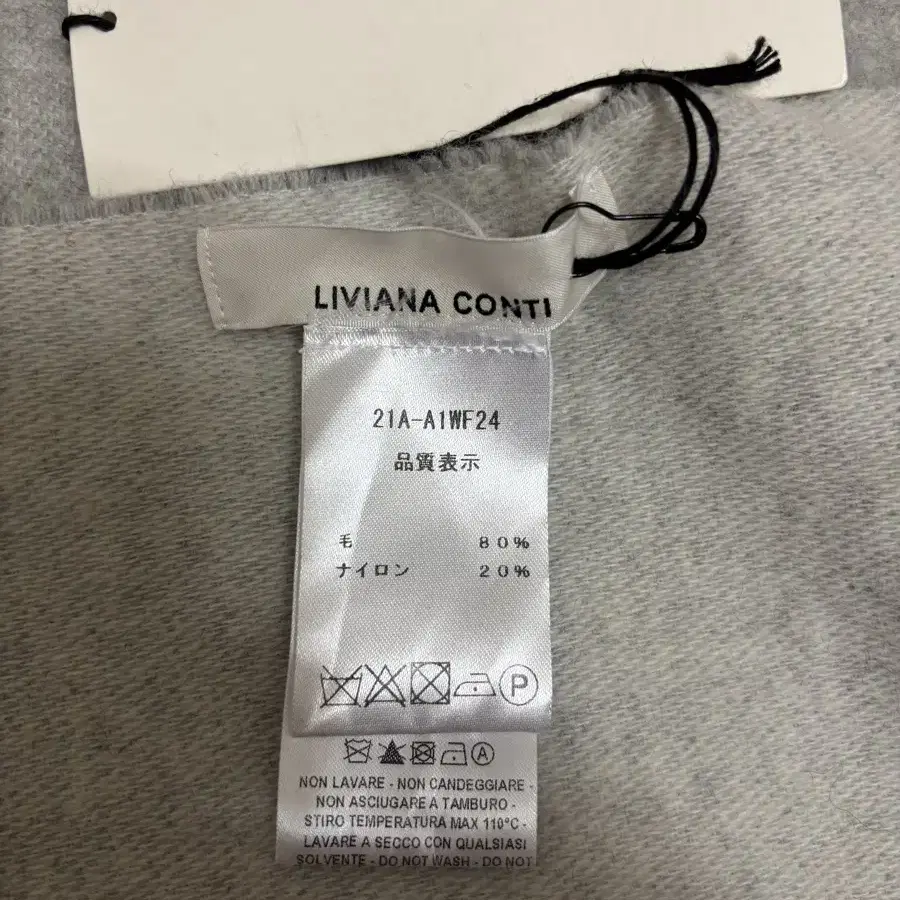 LIVIANA CONTI
21A-A1WF24
品質表示
毛 80%
ナイロン 20%
P
A
NON LAVARE - NON CANDEGGIARE -
NON ASCIUGARE A TAMBURO -
STIRO TEMPERATURA MAX 110°C -
LAVARE A SECCO CON QUALSIASI
SOLVENTE - DO NOT WASH - DO NOT